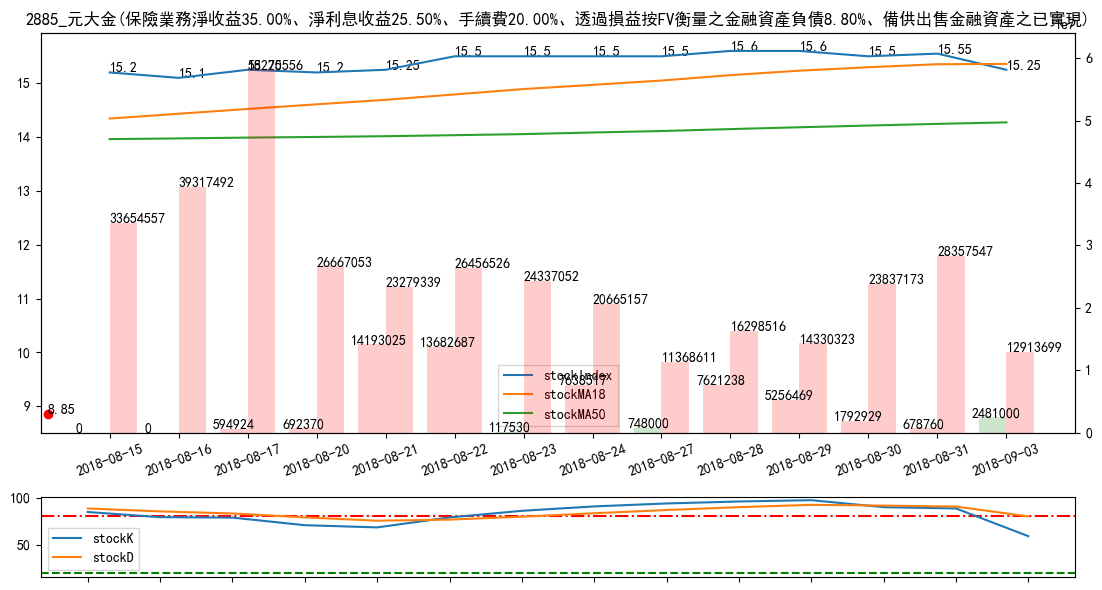 2885_元大金(保險業務淨收益35.00%、淨利息收益25.50%、手續費20.00%、透過損益按FV衡量之金融資產負債8.80%、備供出售金融資產之已實現)
1e7
15.2 15.1 15.25 15.2 15.25 15.5 15.5 15.5 15.5 15.6 15.6 15.5 15.55 15.25
33654557 39317492 58270556 26667053 23279339 26456526 24337052 20665157 11368611 16298516 14330323 23837173 28357547 12913699
0 0 594924 692370 14193025 13682687 117530 7638517 748000 7621238 5256469 1792929 678760 2481000
8.85
15
14
13
12
11
10
9
6
5
4
3
2
1
0
stockIndex
stockMA18
stockMA50
2018-08-15 2018-08-16 2018-08-17 2018-08-20 2018-08-21 2018-08-22 2018-08-23 2018-08-24 2018-08-27 2018-08-28 2018-08-29 2018-08-30 2018-08-31 2018-09-03
100
50
stockK
stockD